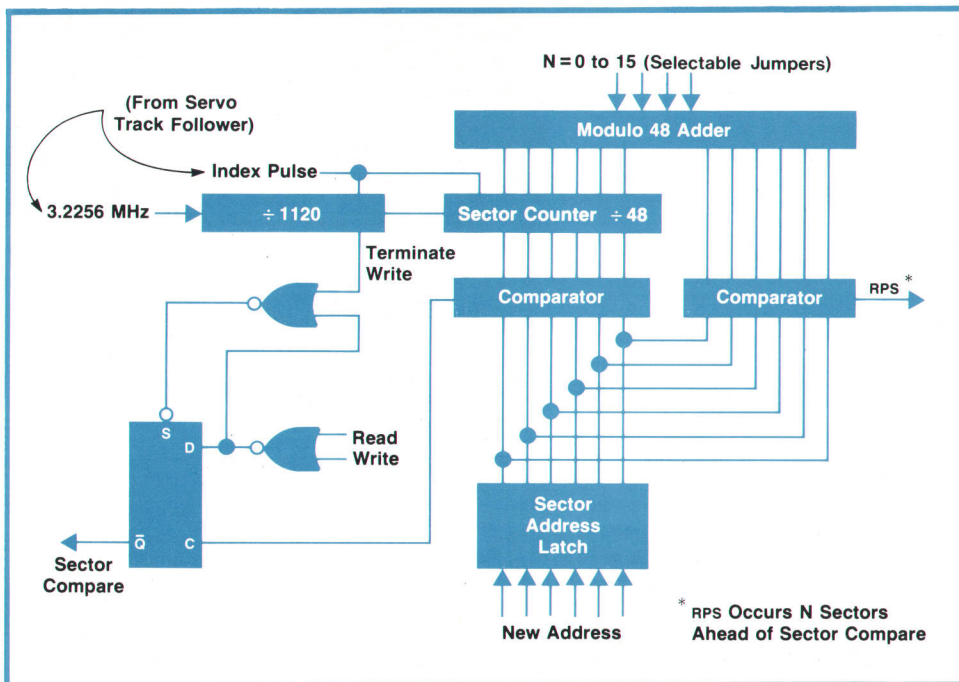 N = 0 to 15 (Selectable Jumpers)
(From Servo
Track Follower)
Modulo 48 Adder
Index Pulse
3.2256 MHz
÷ 1120
Sector Counter ÷ 48
Terminate
Write
Comparator
Comparator
RPS *
S
D
Read
Write
Q̅
C
Sector
Compare
Sector
Address
Latch
New Address
* RPS Occurs N Sectors
Ahead of Sector Compare